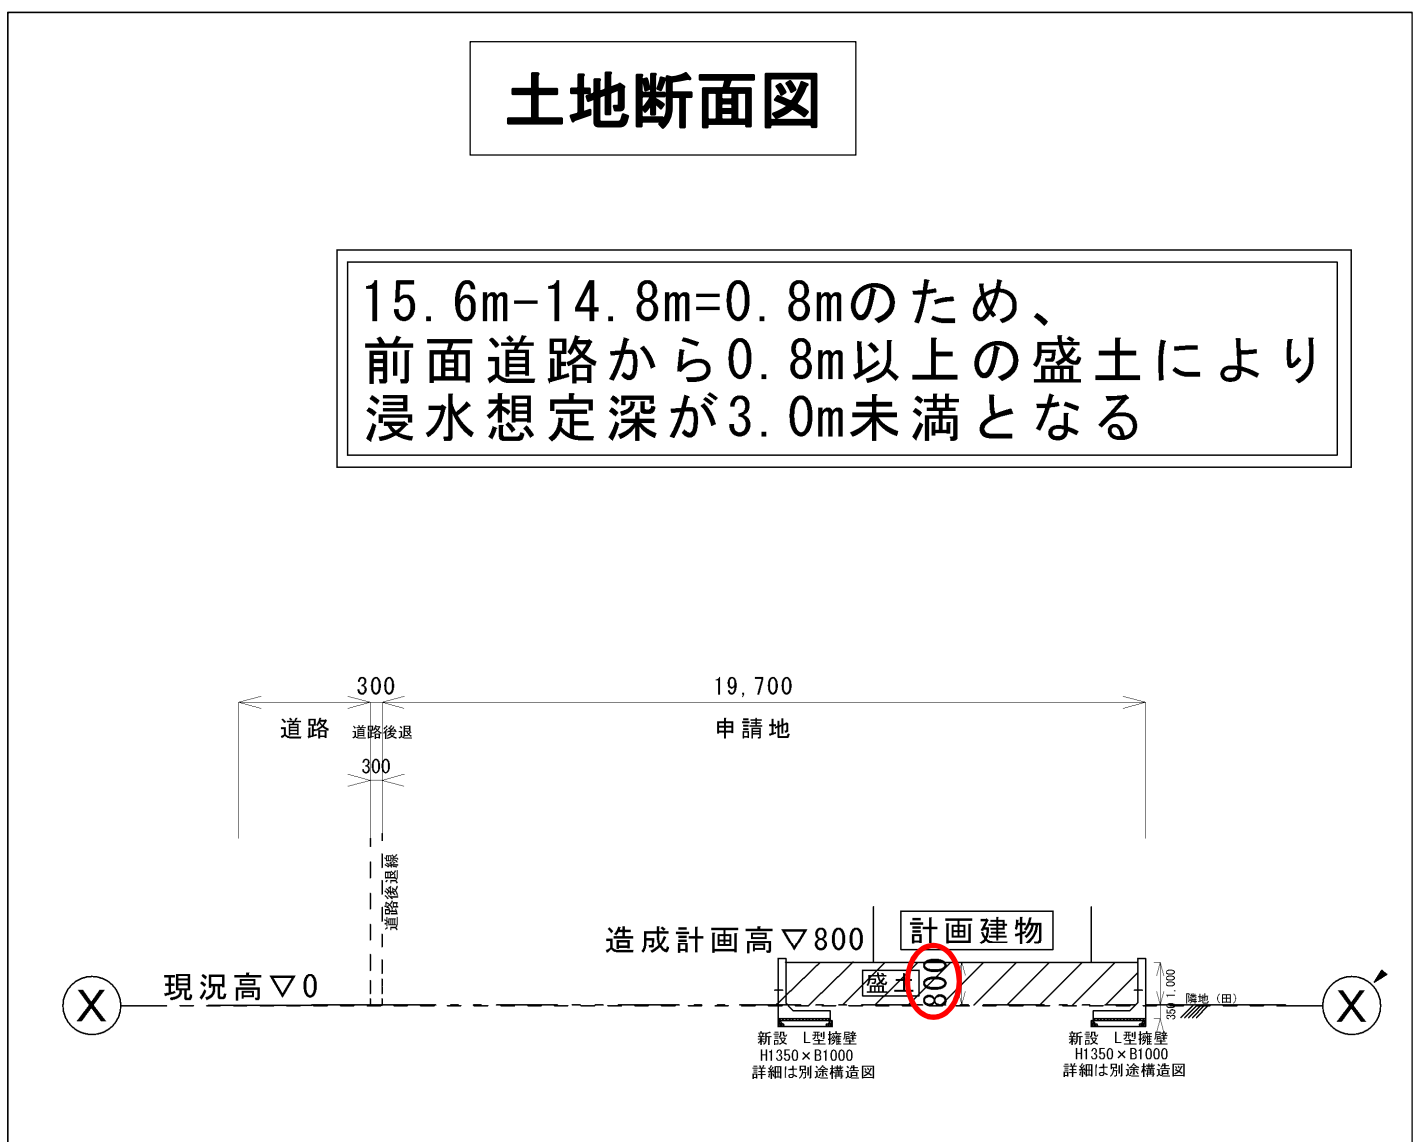 土地断面図
15.6m-14.8m=0.8mのため、
前面道路から0.8m以上の盛土により
浸水想定深が3.0m未満となる
300
19,700
道路
道路後退
申請地
300
道路後退線
造成計画高▽800
計画建物
現況高▽0
盛土
800
1,000
350
隣地(田)
X
X
新設 L型擁壁
H1350×B1000
詳細は別途構造図
新設 L型擁壁
H1350×B1000
詳細は別途構造図